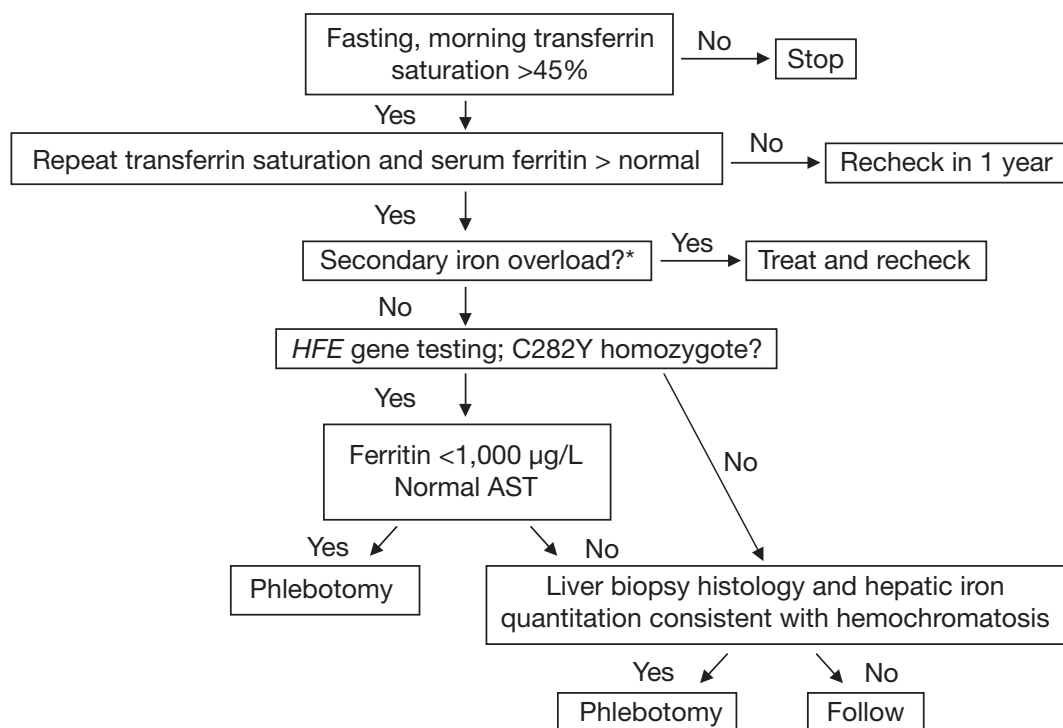 Fasting, morning transferrin
saturation >45%
No
Stop
Yes
Repeat transferrin saturation and serum ferritin > normal
No
Recheck in 1 year
Yes
Secondary iron overload?*
Yes
Treat and recheck
No
HFE gene testing; C282Y homozygote?
Yes
Ferritin <1,000 µg/L
Normal AST
No
Yes
No
Phlebotomy
Liver biopsy histology and hepatic iron
quantitation consistent with hemochromatosis
Yes
No
Phlebotomy
Follow